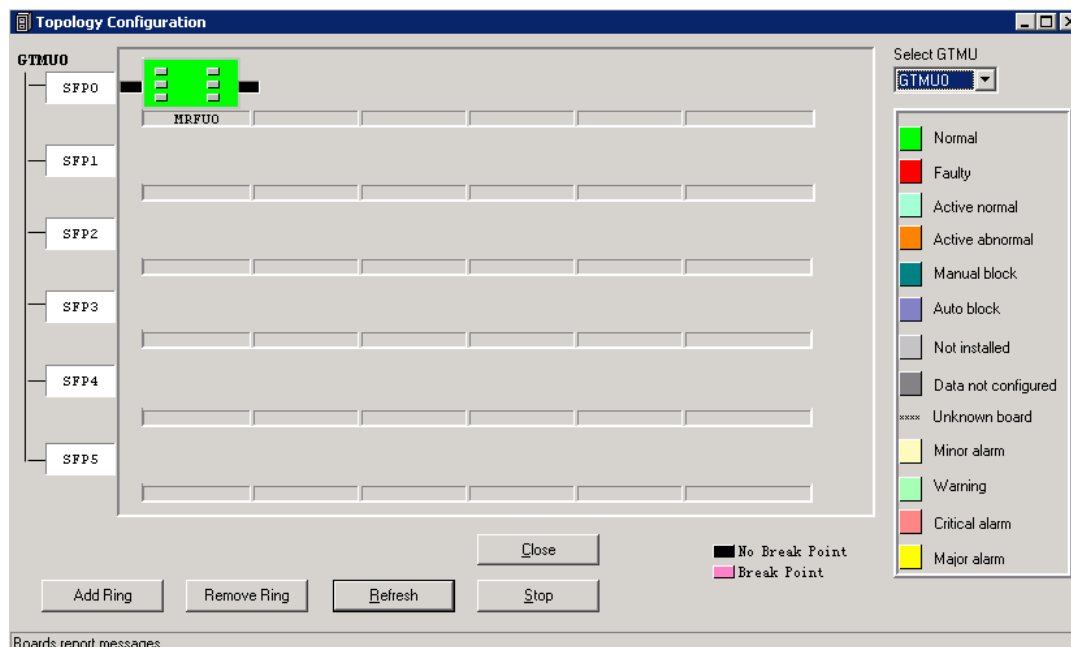 Topology Configuration
GTMU0
SFP0
MRFU0
SFP1
SFP2
SFP3
SFP4
SFP5
Select GTMU
GTMU0
Normal
Faulty
Active normal
Active abnormal
Manual block
Auto block
Not installed
Data not configured
xxxx Unknown board
Minor alarm
Warning
Critical alarm
Major alarm
Close
No Break Point
Break Point
Add Ring
Remove Ring
Refresh
Stop
Boards report messages